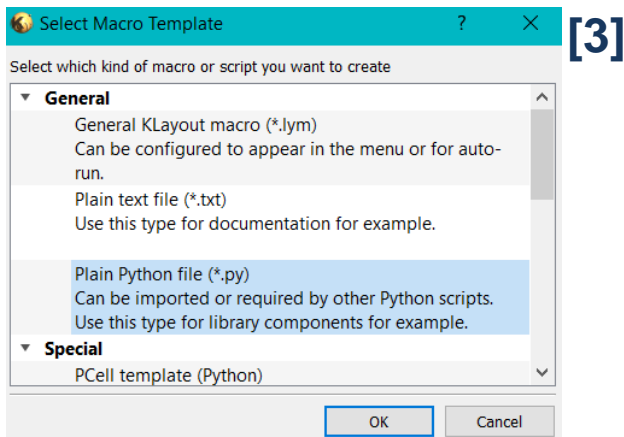 Select Macro Template ? ×
[3]
Select which kind of macro or script you want to create
General
General KLayout macro (*.lym)
Can be configured to appear in the menu or for auto-
run.
Plain text file (*.txt)
Use this type for documentation for example.
Plain Python file (*.py)
Can be imported or required by other Python scripts.
Use this type for library components for example.
Special
PCell template (Python)
OK Cancel